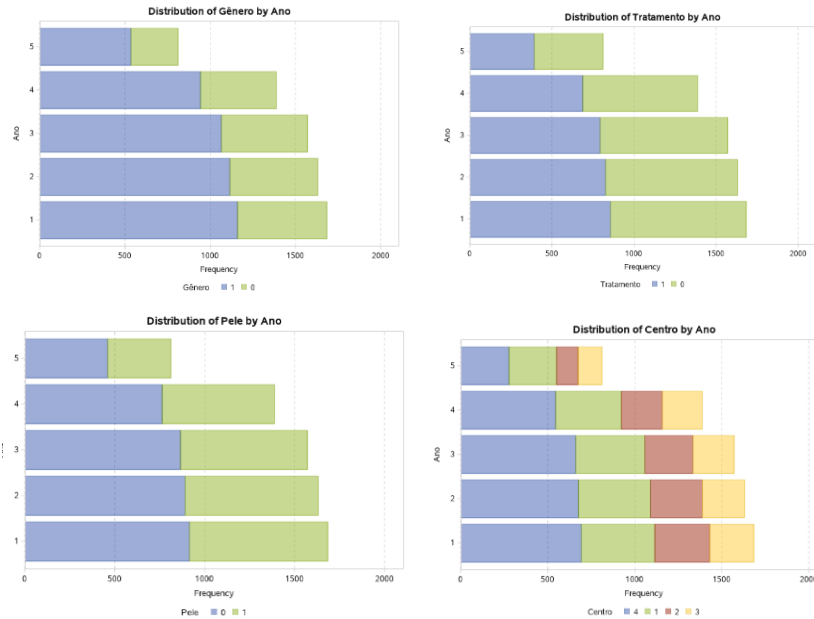 Distribution of Gênero by Ano
5
4
3
2
1
Ano
0 500 1000 1500 2000
Frequency
Gênero 1 0
Distribution of Tratamento by Ano
5
4
3
2
1
Ano
0 500 1000 1500 2000
Frequency
Tratamento 1 0
Distribution of Pele by Ano
5
4
3
2
1
0 500 1000 1500 2000
Frequency
Pele 0 1
Distribution of Centro by Ano
5
4
3
2
1
Ano
0 500 1000 1500
Frequency
Centro 4 1 2 3